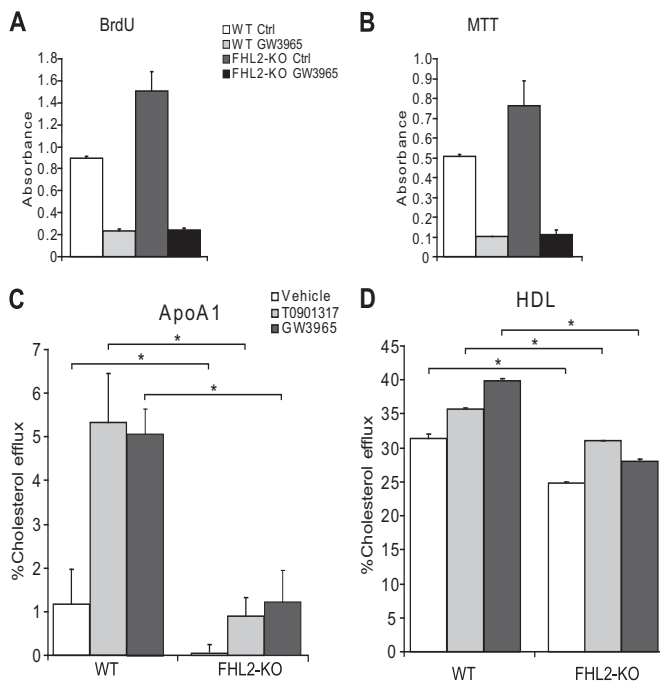 A
BrdU
WT Ctrl
WT GW3965
FHL2-KO Ctrl
FHL2-KO GW3965
Absorbance
1.8
1.6
1.4
1.2
1.0
0.8
0.6
0.4
0.2
0
B
MTT
Absorbance
1.0
0.9
0.8
0.7
0.6
0.5
0.4
0.3
0.2
0.1
0
C
ApoA1
Vehicle
T0901317
GW3965
%Cholesterol efflux
7
6
5
4
3
2
1
0
*
*
*
WT
FHL2-KO
D
HDL
%Cholesterol efflux
45
40
35
30
25
20
15
10
5
0
*
*
*
WT
FHL2-KO